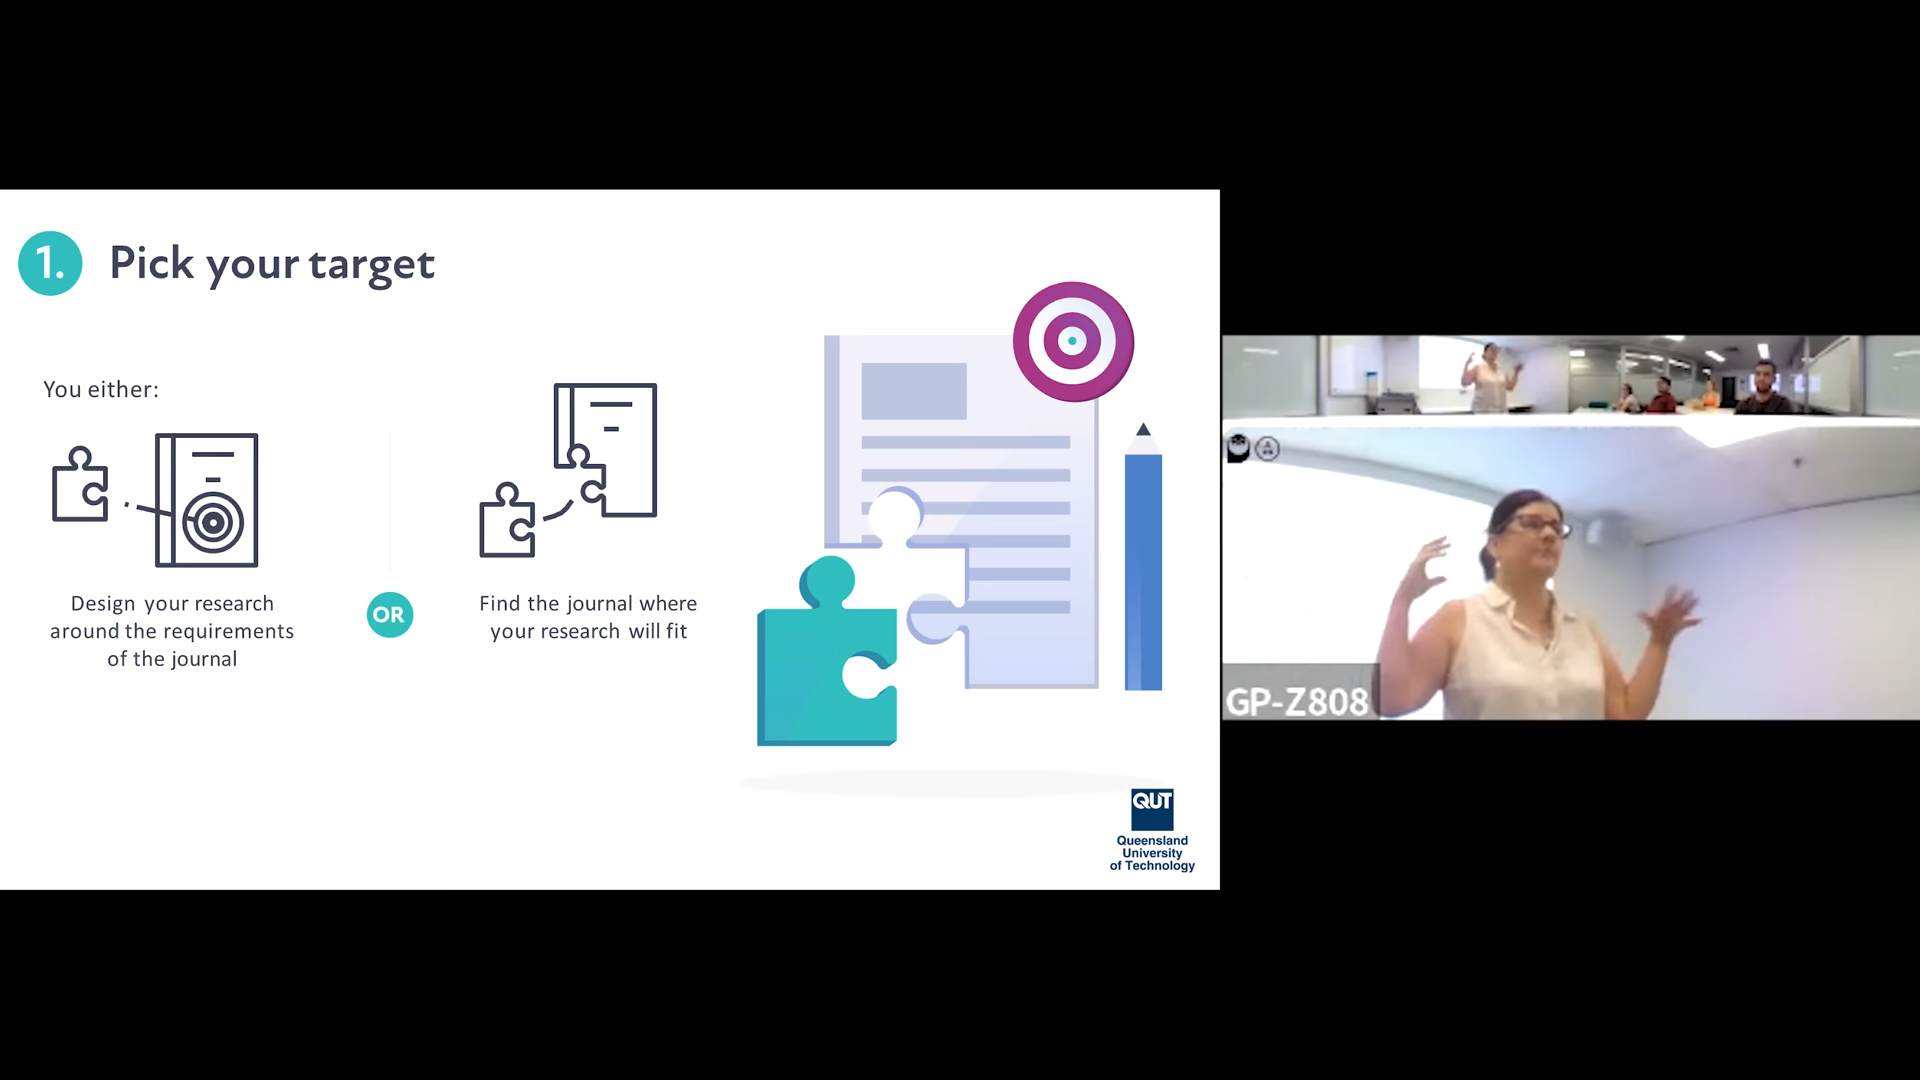 1. Pick your target
You either:
Design your research
around the requirements
of the journal
OR
Find the journal where
your research will fit
QUT
Queensland
University
of Technology
GP-Z808